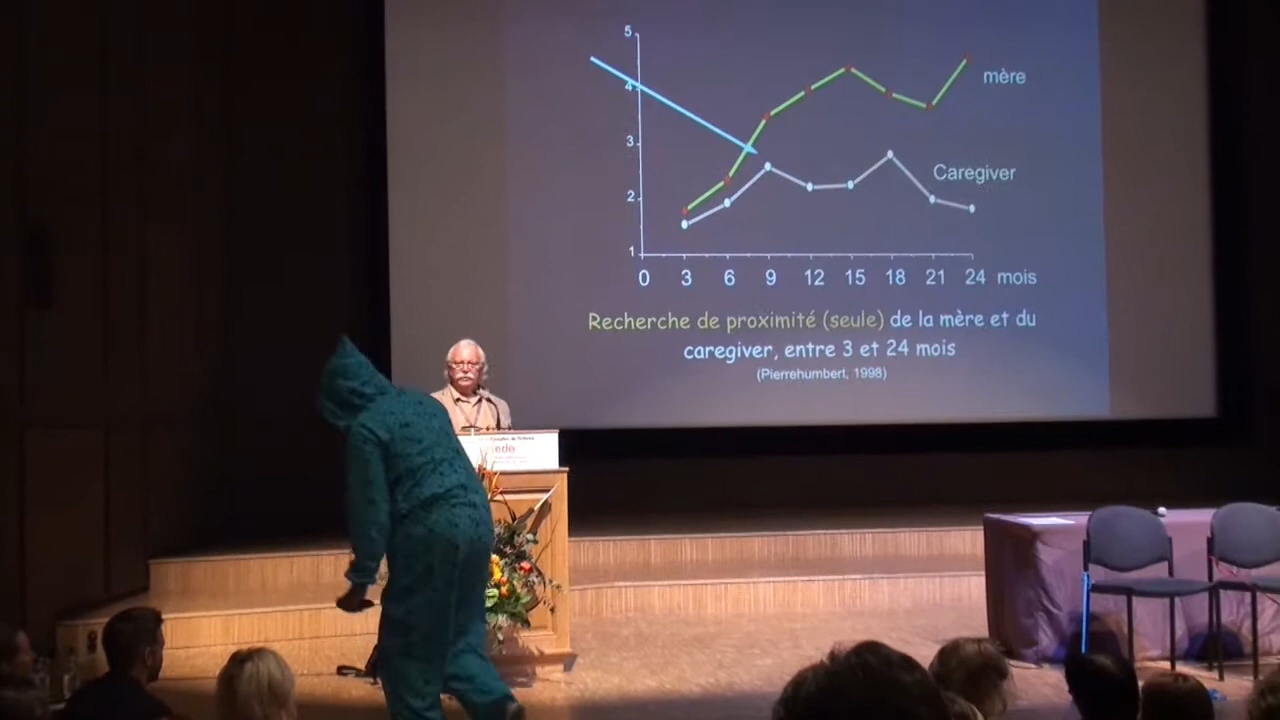 5
4
3
2
1
mère
Caregiver
0 3 6 9 12 15 18 21 24 mois
Recherche de proximité (seule) de la mère et du
caregiver, entre 3 et 24 mois
(Pierrehumbert, 1998)